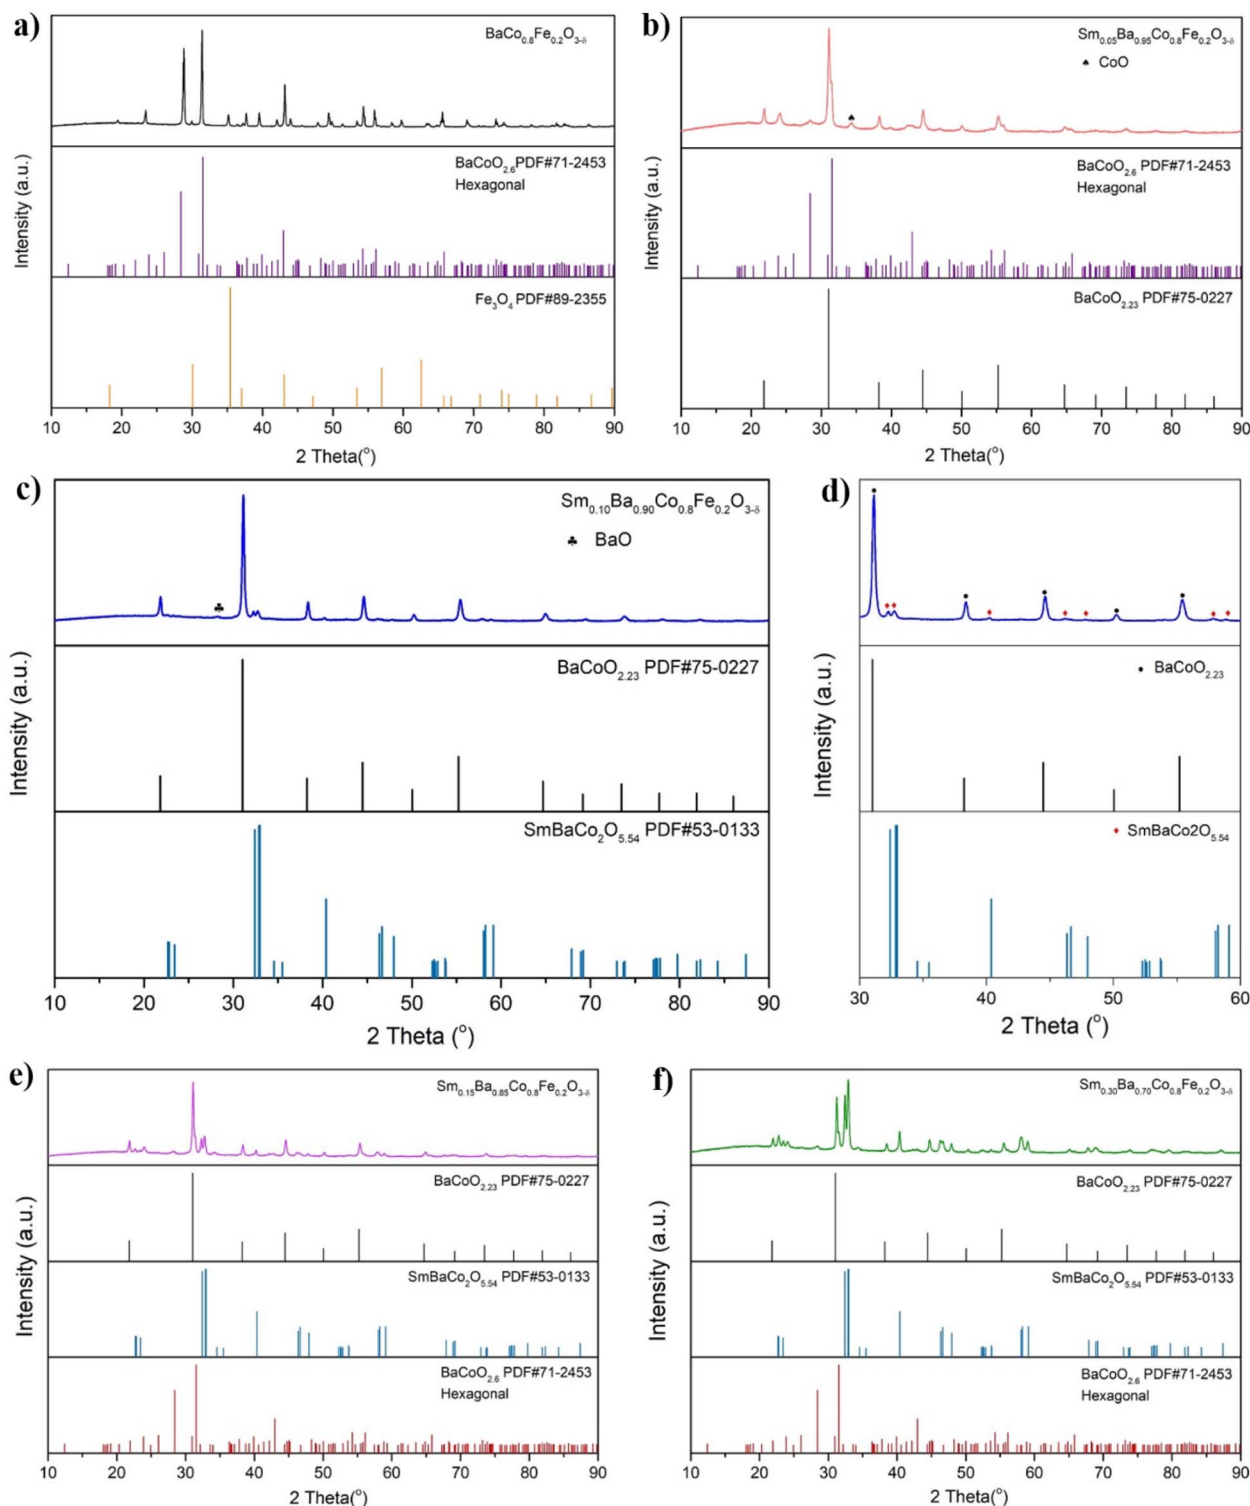 a)
BaCo0.8Fe0.2O3-δ
BaCoO2.6PDF#71-2453
Hexagonal
Fe3O4 PDF#89-2355
Intensity (a.u.)
10 20 30 40 50 60 70 80 90
2 Theta(o)
b)
Sm0.05Ba0.95Co0.8Fe0.2O3-δ
♠ CoO
♠
BaCoO2.6 PDF#71-2453
Hexagonal
BaCoO2.23 PDF#75-0227
Intensity (a.u.)
10 20 30 40 50 60 70 80 90
2 Theta(o)
c)
Sm0.10Ba0.90Co0.8Fe0.2O3-δ
♣ BaO
♣
BaCoO2.23 PDF#75-0227
SmBaCo2O5.54 PDF#53-0133
Intensity (a.u.)
10 20 30 40 50 60 70 80 90
2 Theta (o)
d)
• BaCoO2.23
♦ SmBaCo2O5.54
Intensity (a.u.)
30 40 50 60
2 Theta (o)
e)
Sm0.15Ba0.85Co0.8Fe0.2O3-δ
BaCoO2.23 PDF#75-0227
SmBaCo2O5.54 PDF#53-0133
BaCoO2.6 PDF#71-2453
Hexagonal
Intensity (a.u.)
10 20 30 40 50 60 70 80 90
2 Theta(o)
f)
Sm0.30Ba0.70Co0.8Fe0.2O3-δ
BaCoO2.23 PDF#75-0227
SmBaCo2O5.54 PDF#53-0133
BaCoO2.6 PDF#71-2453
Hexagonal
Intensity (a.u.)
10 20 30 40 50 60 70 80 90
2 Theta(o)